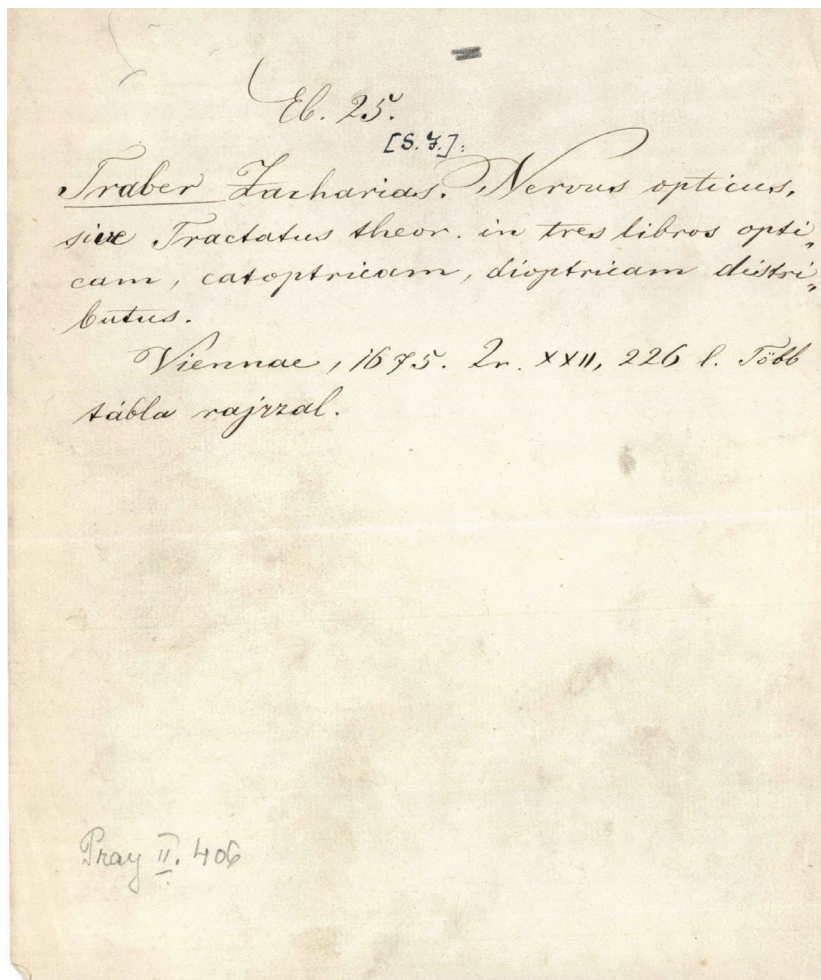 Eb. 25.
[S. J.]:
Traber Zacharias. Nervus opticus,
sive Tractatus theor. in tres libros opti„
cam, catoptricam, dioptricam distri„
butus.
Viennae, 1675. 2r. XXII, 226 l. Több
tábla rajzzal.
Pray II. 406